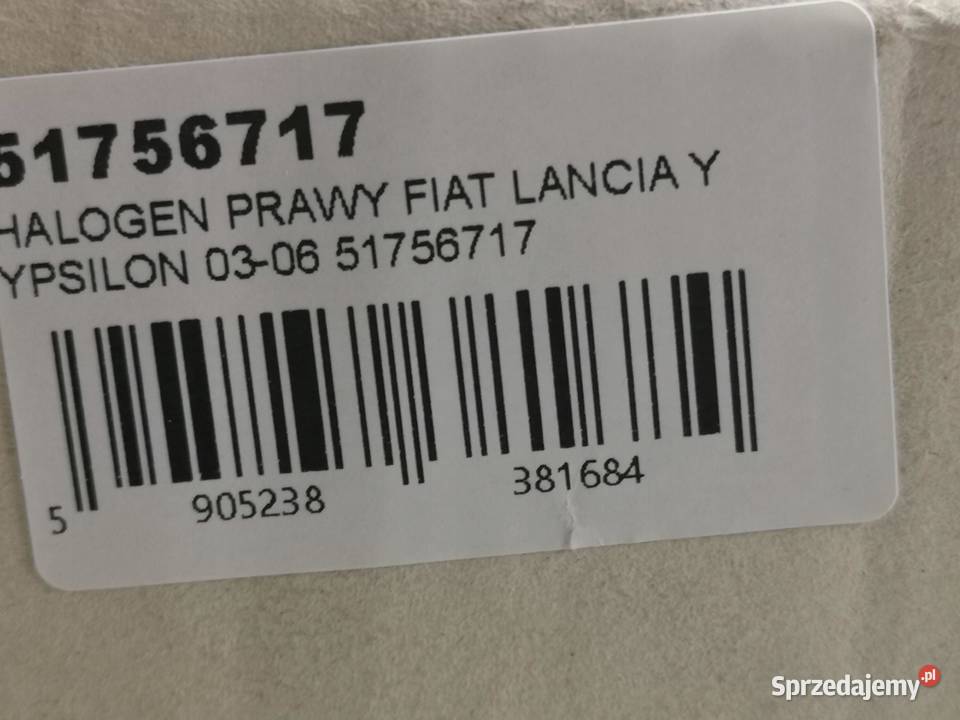 51756717
HALOGEN PRAWY FIAT LANCIA Y
YPSILON 03-06 51756717
5 905238 381684
Sprzedajemy.pl